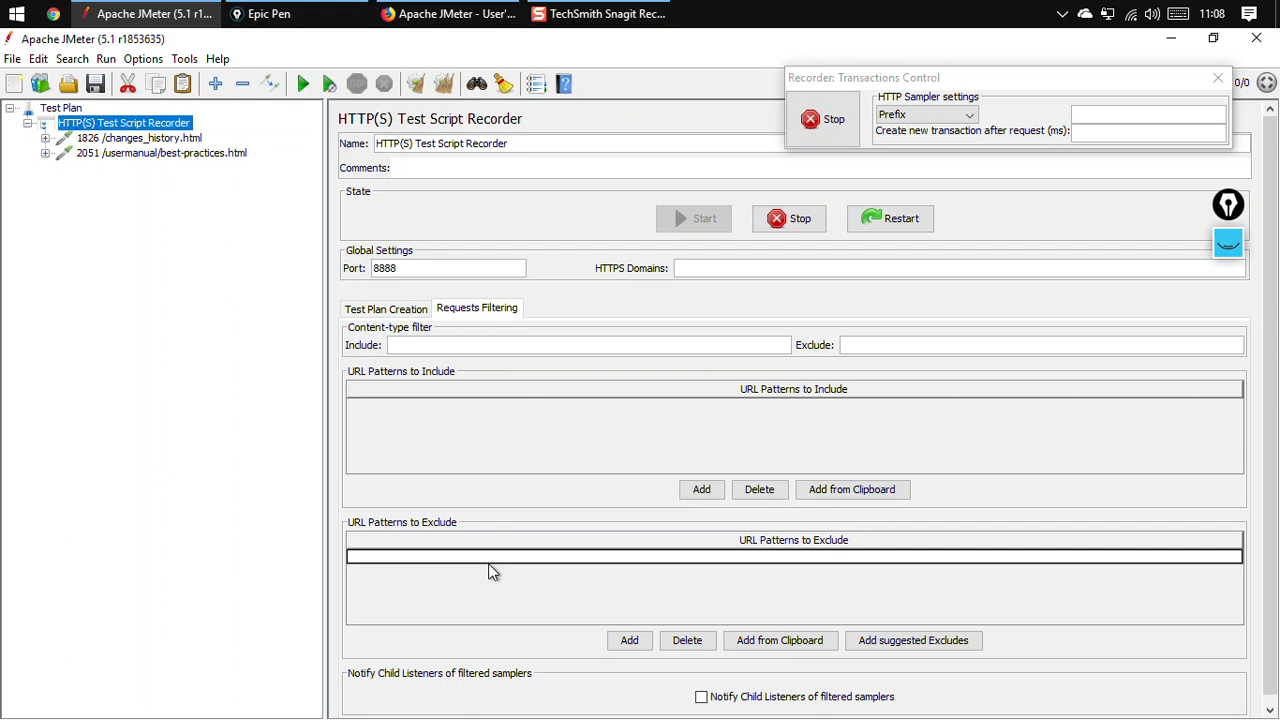 Apache JMeter (5.1 r1...
Epic Pen
Apache JMeter - User'...
TechSmith Snagit Rec...
11:08
Apache JMeter (5.1 r1853635)
File Edit Search Run Options Tools Help
0/0
Recorder: Transactions Control
Stop
HTTP Sampler settings
Prefix
Create new transaction after request (ms):
Test Plan
HTTP(S) Test Script Recorder
1826 /changes_history.html
2051 /usermanual/best-practices.html
HTTP(S) Test Script Recorder
Name: HTTP(S) Test Script Recorder
Comments:
State
Start Stop Restart
Global Settings
Port: 8888 HTTPS Domains:
Test Plan Creation Requests Filtering
Content-type filter
Include: Exclude:
URL Patterns to Include
URL Patterns to Include
Add Delete Add from Clipboard
URL Patterns to Exclude
URL Patterns to Exclude
Add Delete Add from Clipboard Add suggested Excludes
Notify Child Listeners of filtered samplers
Notify Child Listeners of filtered samplers